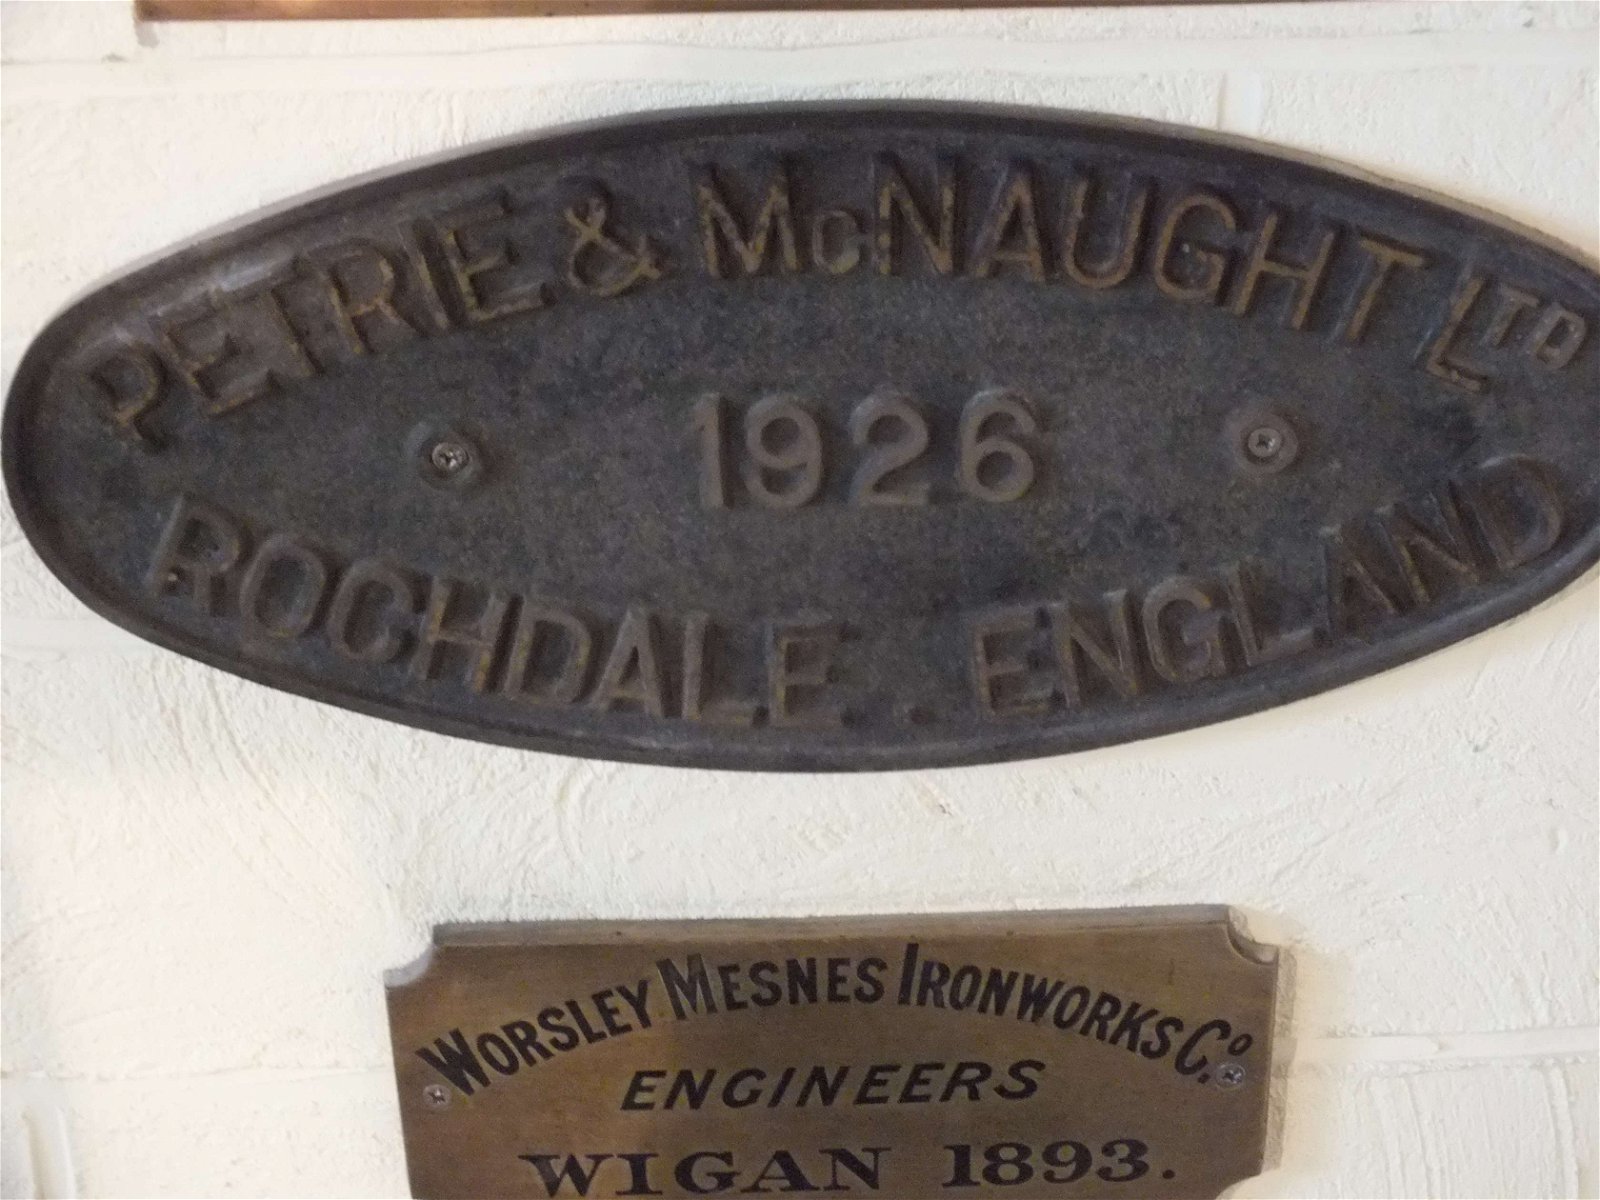 PETRIE & McNAUGHT LTD
1926
ROCHDALE . ENGLAND
WORSLEY MESNES IRONWORKS Co.
ENGINEERS
WIGAN 1893.